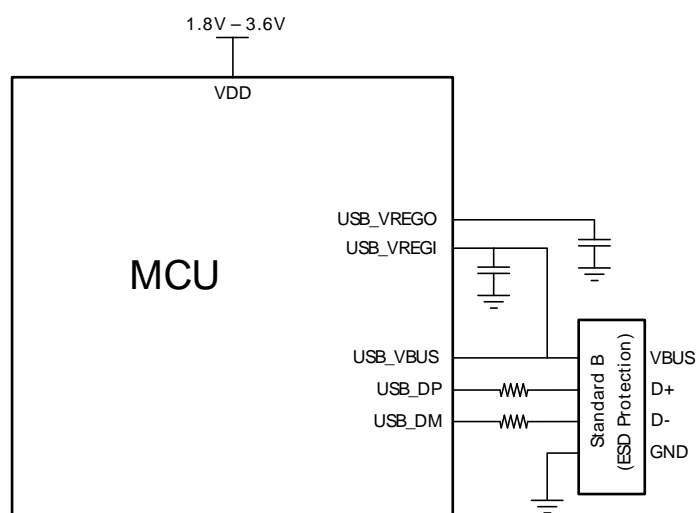 1.8V – 3.6V
VDD
USB_VREGO
USB_VREGI
MCU
USB_VBUS
USB_DP
USB_DM
Standard B
(ESD Protection)
VBUS
D+
D-
GND